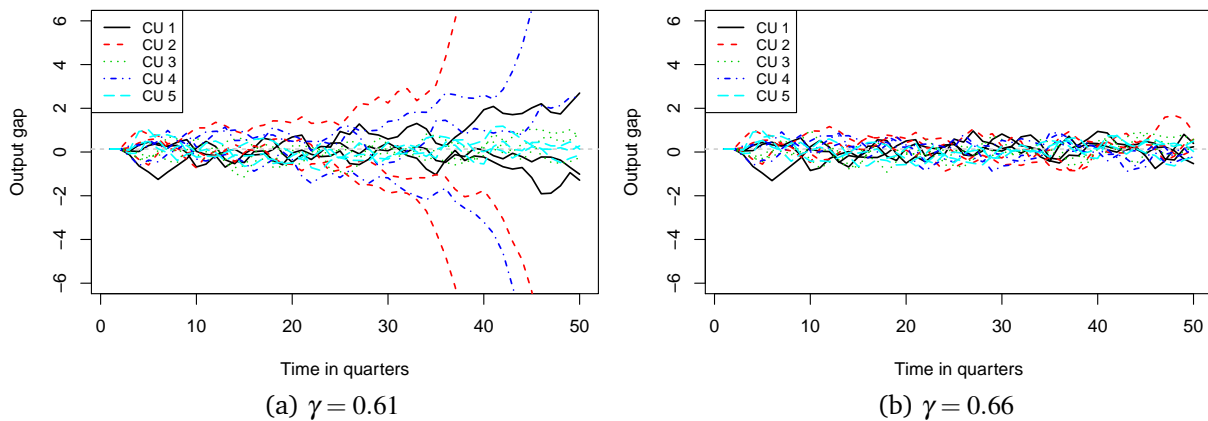 6
4
2
0
−2
−4
−6
Output gap
CU 1
CU 2
CU 3
CU 4
CU 5
0 10 20 30 40 50
Time in quarters
(a) γ = 0.61
6
4
2
0
−2
−4
−6
Output gap
CU 1
CU 2
CU 3
CU 4
CU 5
0 10 20 30 40 50
Time in quarters
(b) γ = 0.66